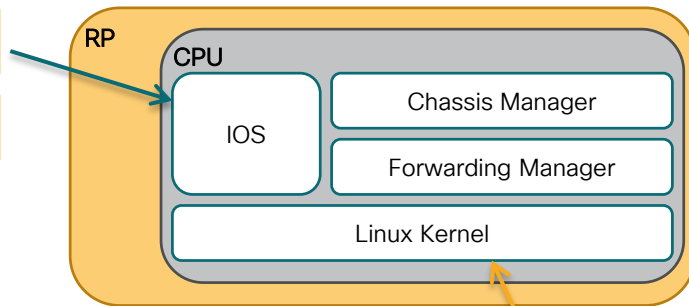 RP
CPU
IOS
Chassis Manager
Forwarding Manager
Linux Kernel